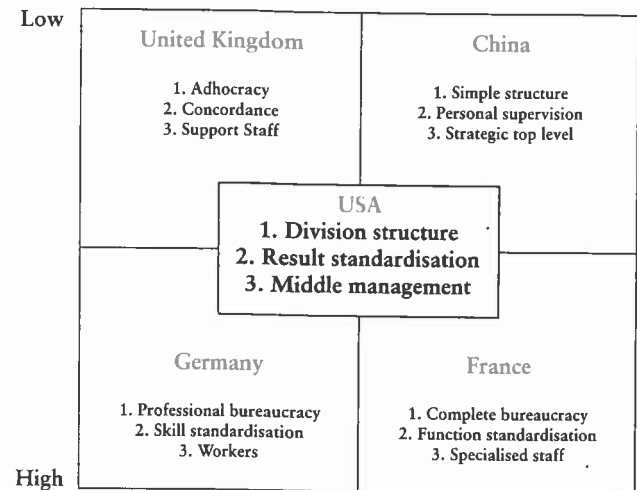 Low
United Kingdom
1. Adhocracy
2. Concordance
3. Support Staff
China
1. Simple structure
2. Personal supervision
3. Strategic top level
USA
1. Division structure
2. Result standardisation
3. Middle management
Germany
1. Professional bureaucracy
2. Skill standardisation
3. Workers
France
1. Complete bureaucracy
2. Function standardisation
3. Specialised staff
High